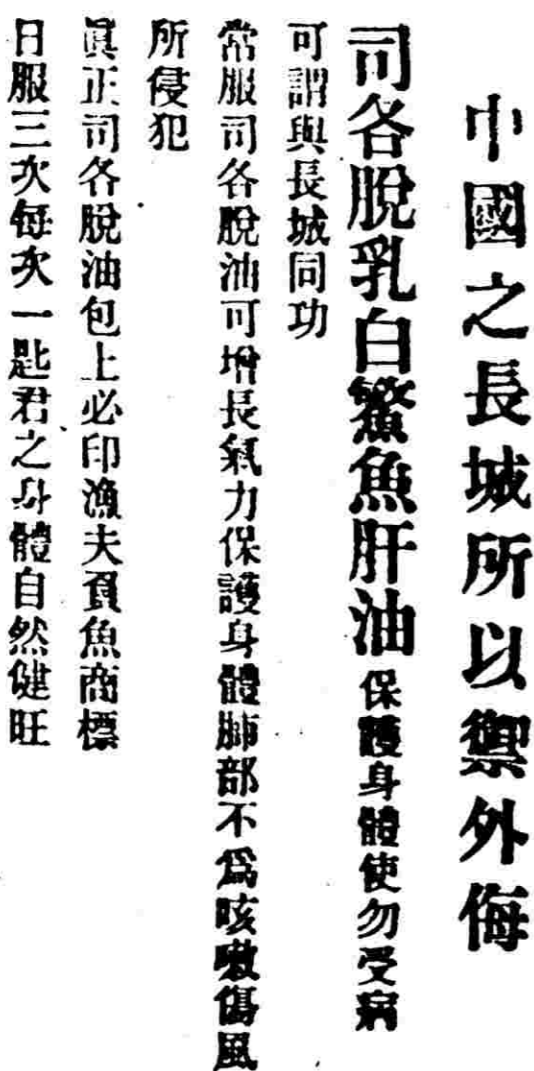 中國之長城所以禦外侮
司各脫乳白鰵魚肝油保護身體使勿受病
可謂與長城同功
常服司各脫油可增長氣力保護身體肺部不爲咳嗽傷風
所侵犯
眞正司各脫油包上必印漁夫負魚商標
日服三次每次一匙君之身體自然健旺